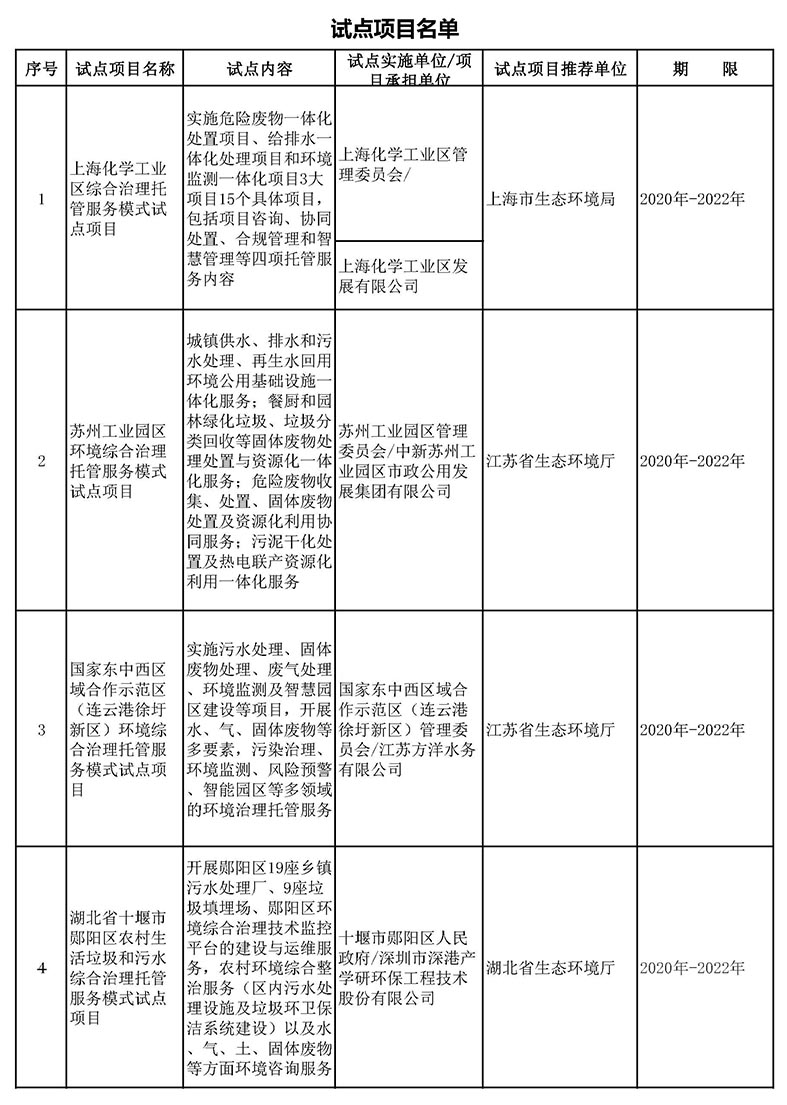 试点项目名单
序号
试点项目名称
试点内容
试点实施单位/项
目承担单位
试点项目推荐单位
期 限
1
上海化学工业
区综合治理托
管服务模式试
点项目
实施危险废物一体化
处置项目、给排水一
体化处理项目和环境
监测一体化项目3大
项目15个具体项目，
包括项目咨询、协同
处置、合规管理和智
慧管理等四项托管服
务内容
上海化学工业区管
理委员会/
上海化学工业区发
展有限公司
上海市生态环境局
2020年-2022年
2
苏州工业园区
环境综合治理
托管服务模式
试点项目
城镇供水、排水和污
水处理、再生水回用
环境公用基础设施一
体化服务；餐厨和园
林绿化垃圾、垃圾分
类回收等固体废物处
理处置与资源化一体
化服务；危险废物收
集、处置、固体废物
处置及资源化利用协
同服务；污泥干化处
置及热电联产资源化
利用一体化服务
苏州工业园区管理
委员会/中新苏州工
业园区市政公用发
展集团有限公司
江苏省生态环境厅
2020年-2022年
3
国家东中西区
域合作示范区
（连云港徐圩
新区）环境综
合治理托管服
务模式试点项
目
实施污水处理、固体
废物处理、废气处理
、环境监测及智慧园
区建设等项目，开展
水、气、固体废物等
多要素，污染治理、
环境监测、风险预警
、智能园区等多领域
的环境治理托管服务
国家东中西区域合
作示范区（连云港
徐圩新区）管理委
员会/江苏方洋水务
有限公司
江苏省生态环境厅
2020年-2022年
4
湖北省十堰市
郧阳区农村生
活垃圾和污水
综合治理托管
服务模式试点
项目
开展郧阳区19座乡镇
污水处理厂、9座垃
圾填埋场、郧阳区环
境综合治理技术监控
平台的建设与运维服
务，农村环境综合整
治服务（区内污水处
理设施及垃圾环卫保
洁系统建设）以及水
、气、土、固体废物
等方面环境咨询服务
十堰市郧阳区人民
政府/深圳市深港产
学研环保工程技术
股份有限公司
湖北省生态环境厅
2020年-2022年